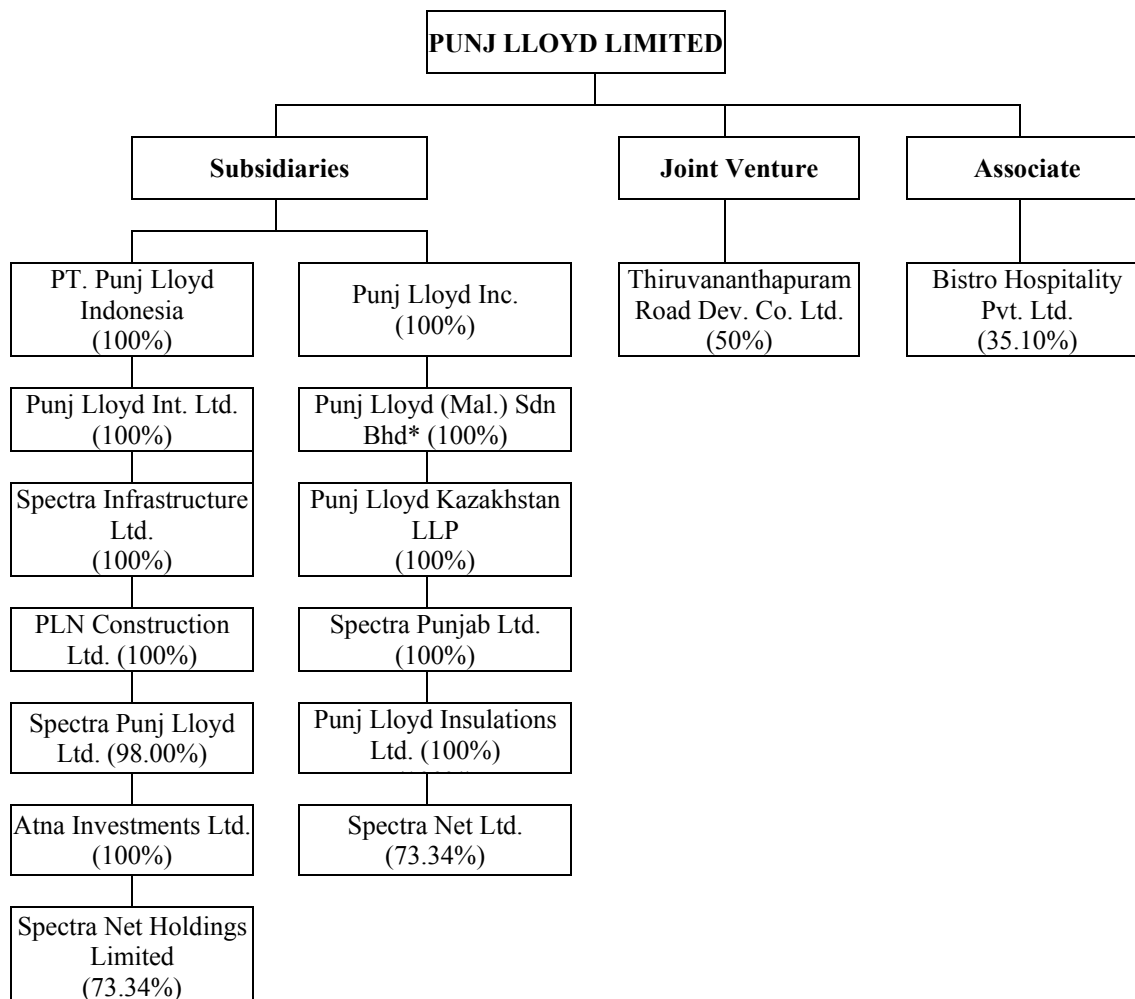 PUNJ LLOYD LIMITED
Subsidiaries
Joint Venture
Associate
PT. Punj Lloyd
Indonesia
(100%)
Punj Lloyd Inc.
(100%)
Thiruvananthapuram
Road Dev. Co. Ltd.
(50%)
Bistro Hospitality
Pvt. Ltd.
(35.10%)
Punj Lloyd Int. Ltd.
(100%)
Punj Lloyd (Mal.) Sdn
Bhd* (100%)
Spectra Infrastructure
Ltd.
(100%)
Punj Lloyd Kazakhstan
LLP
(100%)
PLN Construction
Ltd. (100%)
Spectra Punjab Ltd.
(100%)
Spectra Punj Lloyd
Ltd. (98.00%)
Punj Lloyd Insulations
Ltd. (100%)
Atna Investments Ltd.
(100%)
Spectra Net Ltd.
(73.34%)
Spectra Net Holdings
Limited
(73.34%)